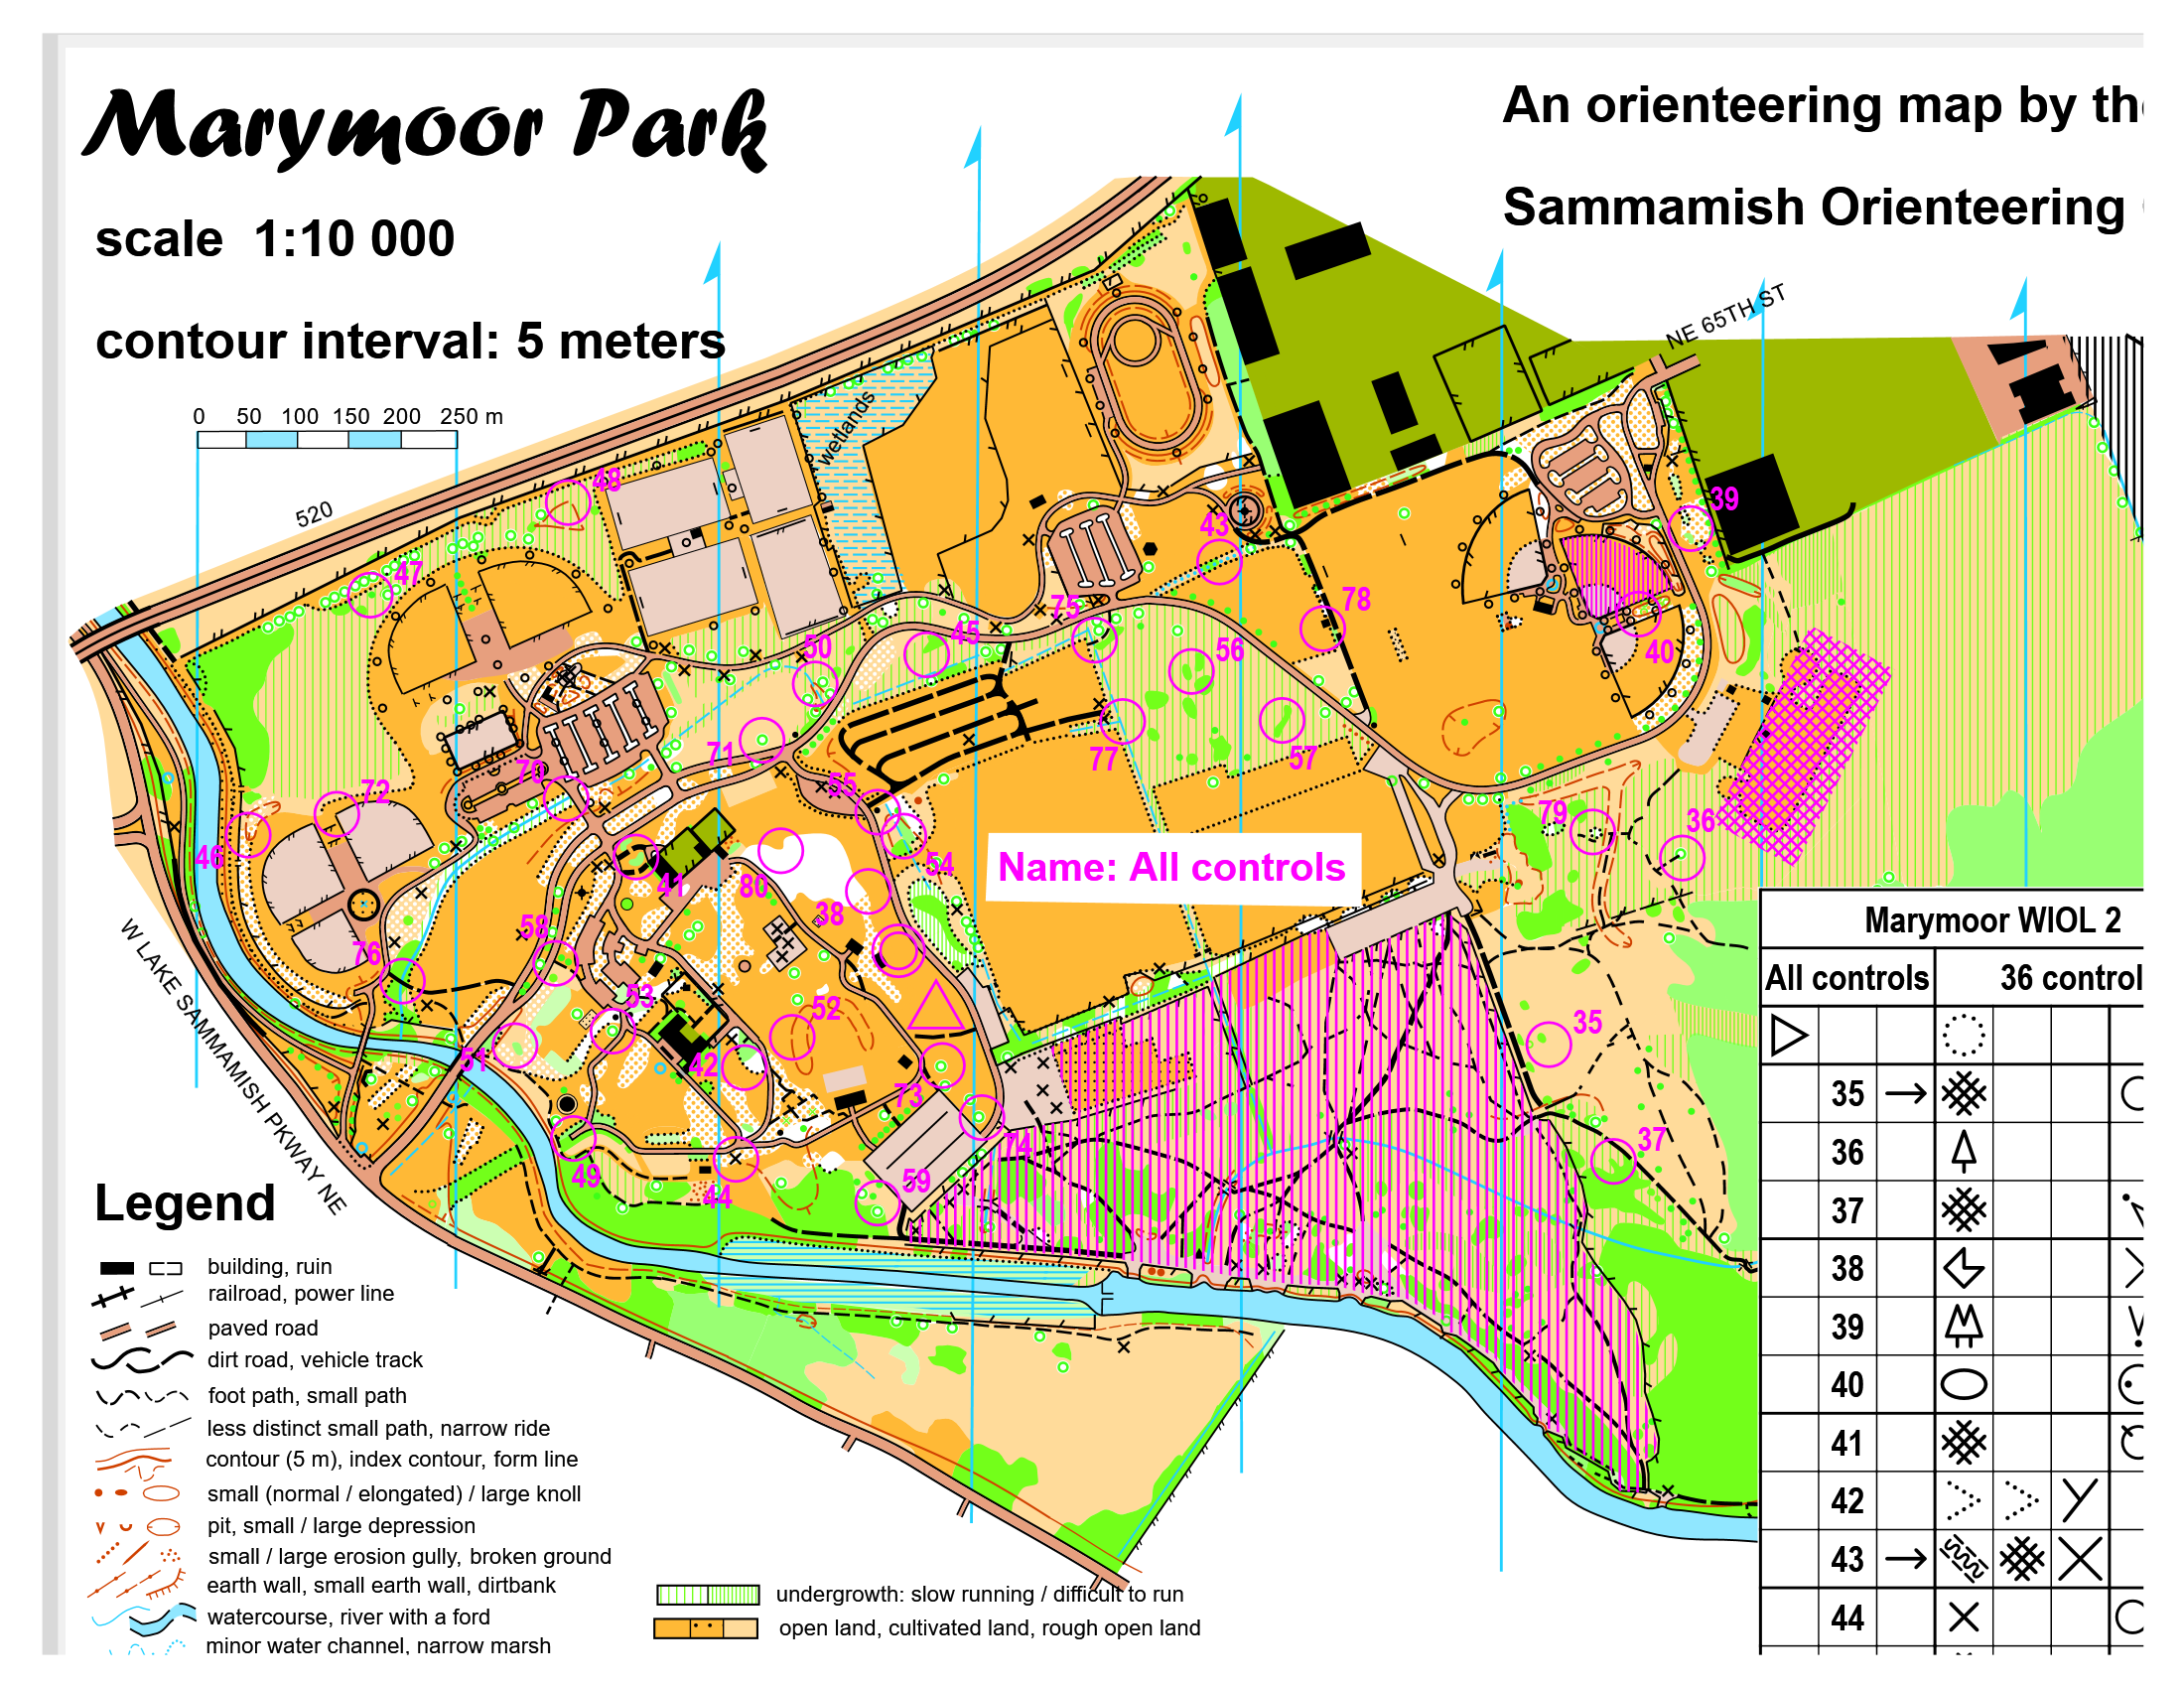 Marymoor Park
An orienteering map by the
Sammamish Orienteering
scale 1:10 000
contour interval: 5 meters
0 50 100 150 200 250 m
NE 65TH ST
520
wetlands
48
47
39
43
78
75
45
50
56
40
71
77
57
70
55
72
79
36
46
54
41
80
38
58
76
53
52
35
51
42
73
74
37
49
44
59
Name: All controls
W LAKE SAMMAMISH PKWAY NE
Legend
building, ruin
railroad, power line
paved road
dirt road, vehicle track
foot path, small path
less distinct small path, narrow ride
contour (5 m), index contour, form line
small (normal / elongated) / large knoll
pit, small / large depression
small / large erosion gully, broken ground
earth wall, small earth wall, dirtbank
watercourse, river with a ford
minor water channel, narrow marsh
undergrowth: slow running / difficult to run
open land, cultivated land, rough open land
Marymoor WIOL 2
All controls 36 control
35
36
37
38
39
40
41
42
43
44